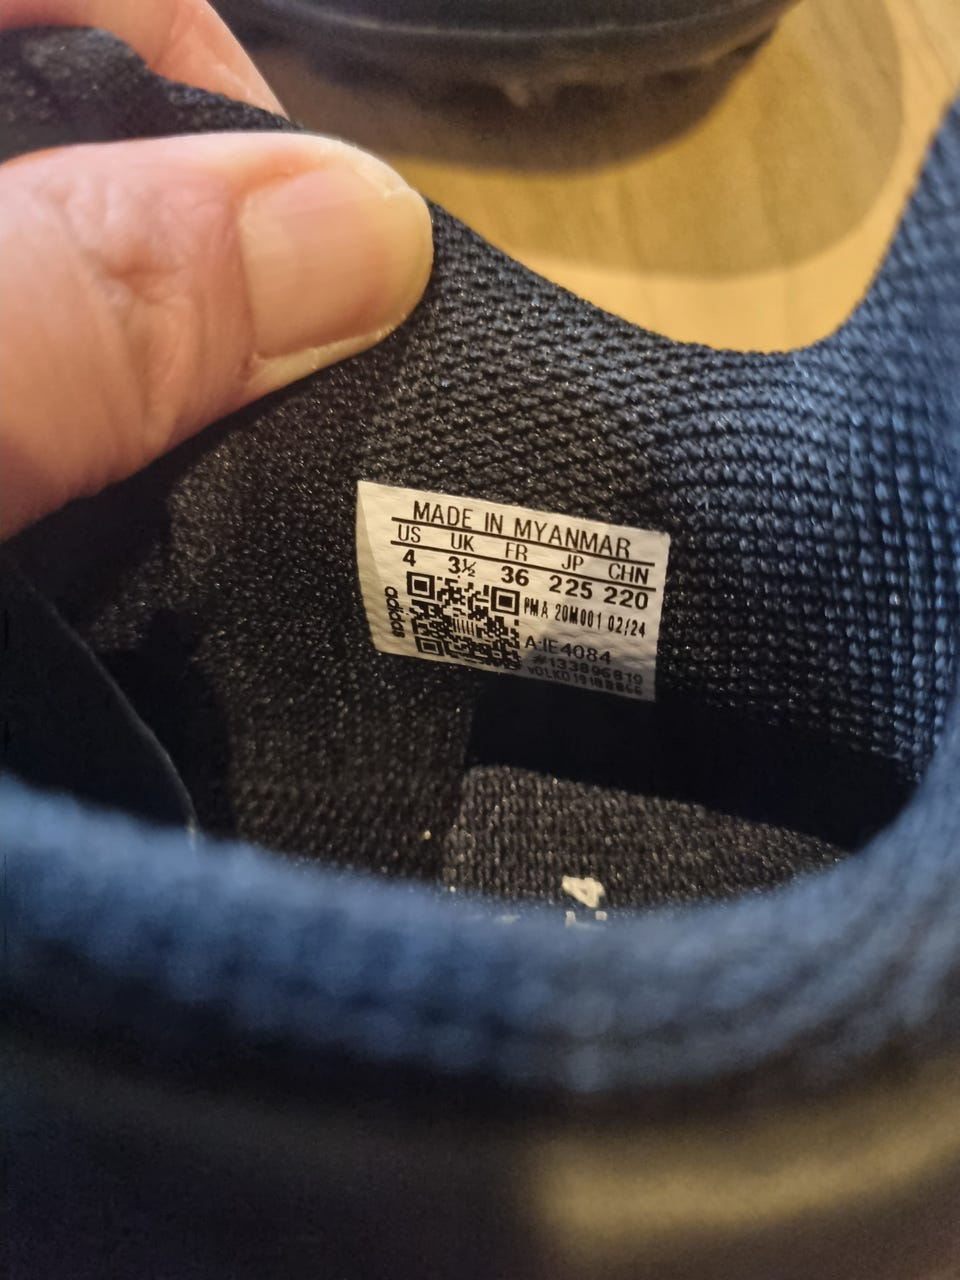 MADE IN MYANMAR
US UK FR JP CHN
4 3½ 36 225 220
adidas
PMA 20M001 02/24
A-IE4084
4